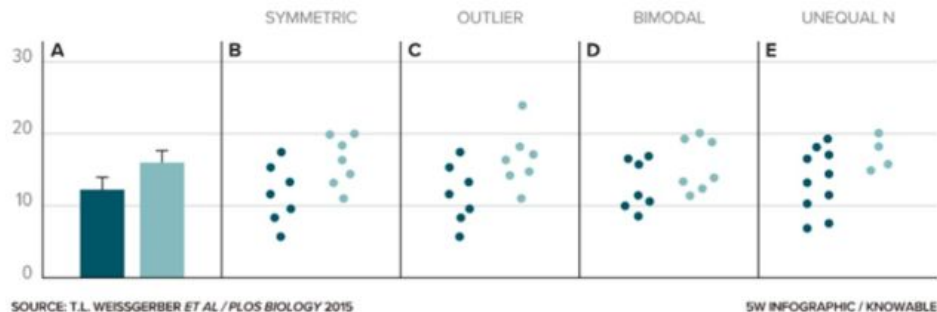 SYMMETRIC OUTLIER BIMODAL UNEQUAL N
A B C D E
30
20
10
0
SOURCE: T.L. WEISSGERBER ET AL / PLOS BIOLOGY 2015 5W INFOGRAPHIC / KNOWABLE